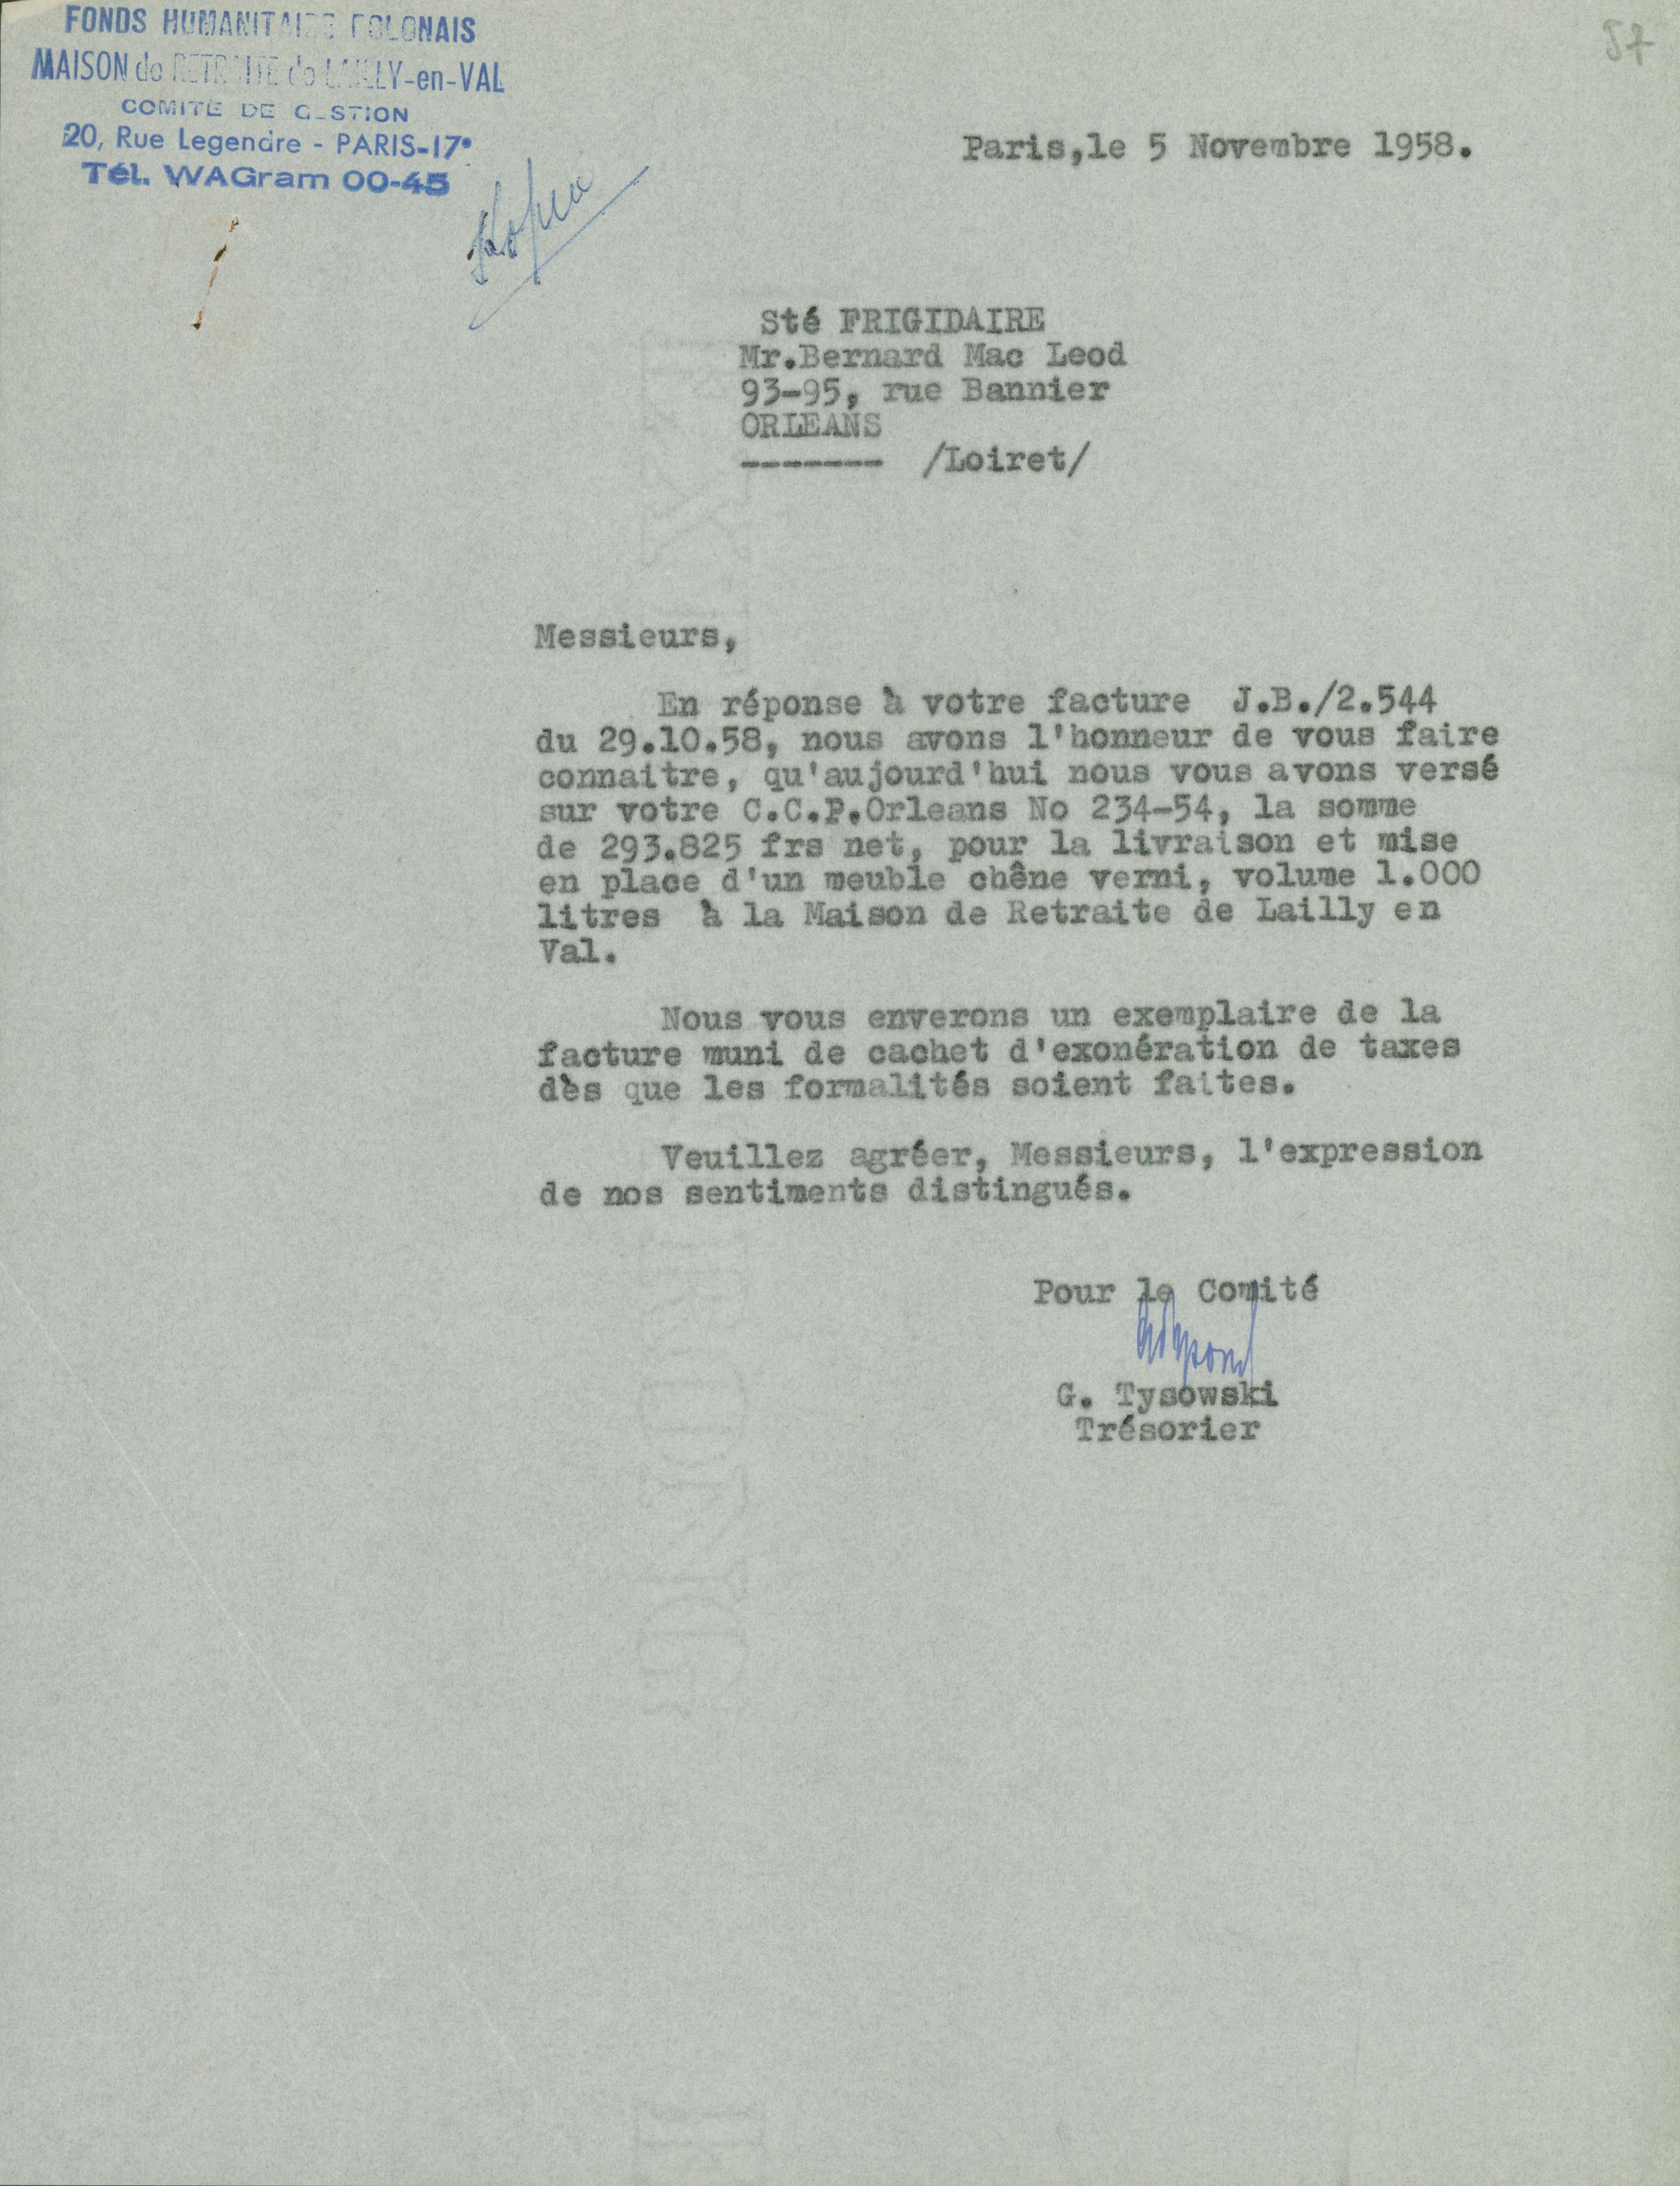 FONDS HUMANITAIRE POLONAIS
MAISON de RETRAITE de LAILLY-en-VAL
COMITE DE GESTION
20, Rue Legendre - PARIS-17e
Tél. WAGram 00-45
57
Kopia
Paris,le 5 Novembre 1958.
Sté FRIGIDAIRE
Mr.Bernard Mac Leod
93-95, rue Bannier
ORLEANS
------- /Loiret/
Messieurs,
En réponse à votre facture J.B./2.544
du 29.10.58, nous avons l'honneur de vous faire
connaitre, qu'aujourd'hui nous vous avons versé
sur votre C.C.P.Orleans No 234-54, la somme
de 293.825 frs net, pour la livraison et mise
en place d'un meuble chêne verni, volume 1.000
litres à la Maison de Retraite de Lailly en
Val.
Nous vous enverons un exemplaire de la
facture muni de cachet d'exonération de taxes
dès que les formalités soient faites.
Veuillez agréer, Messieurs, l'expression
de nos sentiments distingués.
Pour le Comité
G. Tysowski
Trésorier